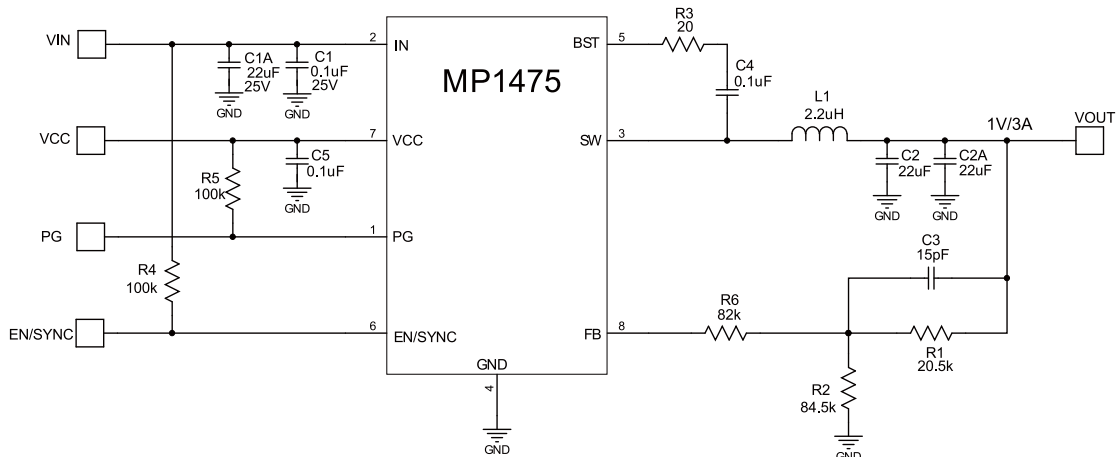 VIN
2
IN
C1A
22uF
25V
GND
C1
0.1uF
25V
GND
MP1475
BST
5
R3
20
C4
0.1uF
VCC
7
VCC
C5
0.1uF
GND
R5
100k
SW
3
L1
2.2uH
1V/3A
VOUT
C2
22uF
GND
C2A
22uF
GND
PG
1
PG
R4
100k
C3
15pF
EN/SYNC
6
EN/SYNC
FB
8
R6
82k
R1
20.5k
R2
84.5k
GND
GND
4
GND